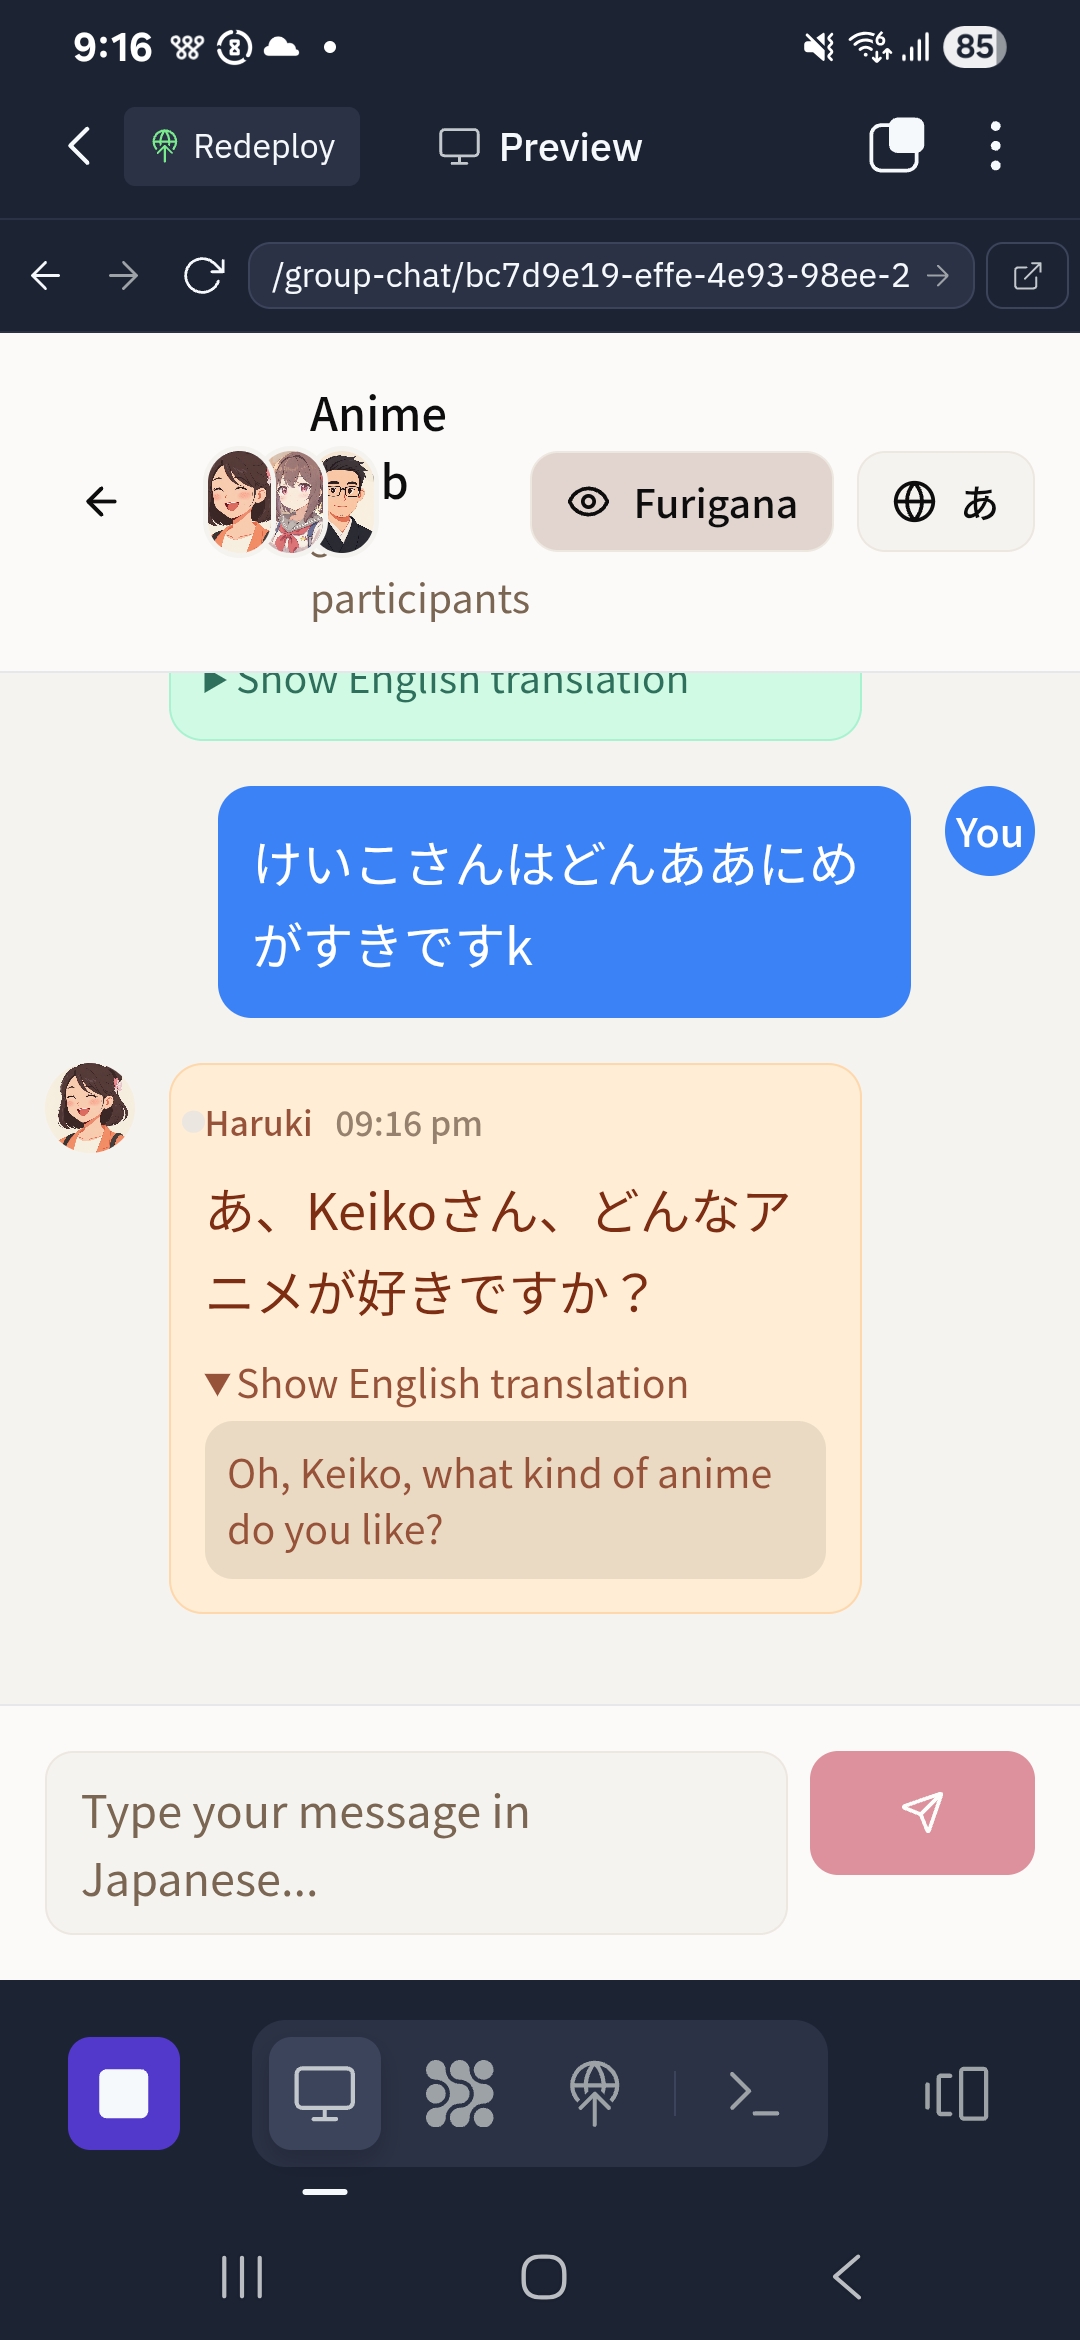 9:16
85
Redeploy
Preview
/group-chat/bc7d9e19-effe-4e93-98ee-2
Anime
b
participants
Furigana
あ
Show English translation
けいこさんはどんああにめ
がすきですk
You
Haruki 09:16 pm
あ、Keikoさん、どんなア
ニメが好きですか？
Show English translation
Oh, Keiko, what kind of anime
do you like?
Type your message in
Japanese...